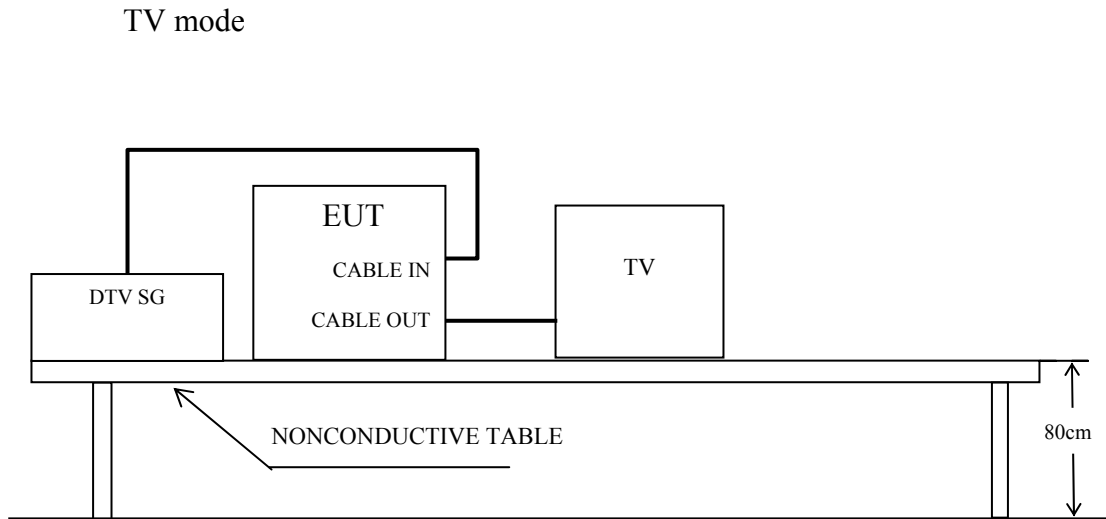 TV mode
EUT
CABLE IN
CABLE OUT
DTV SG
TV
NONCONDUCTIVE TABLE
80cm